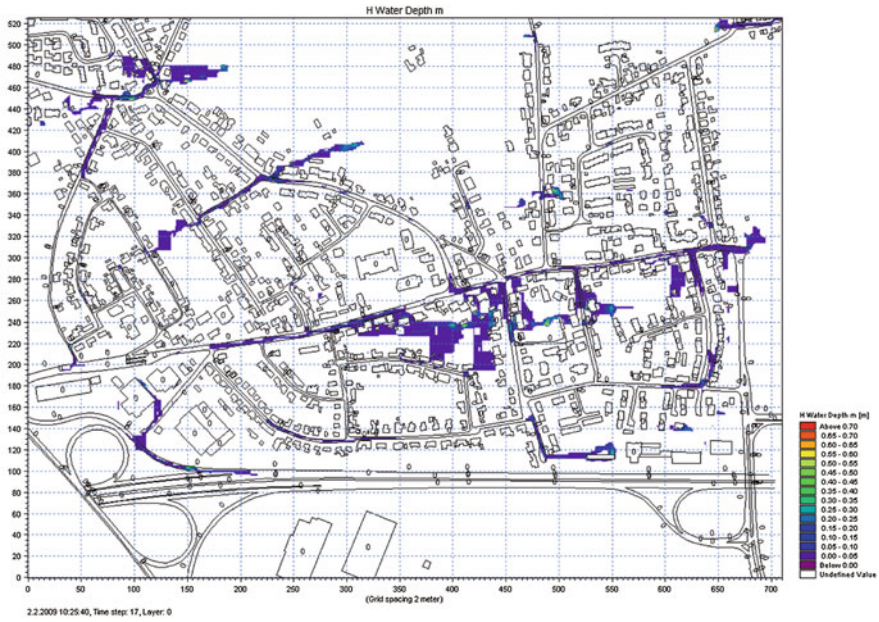 H Water Depth m
520
500
480
460
440
420
400
380
360
340
320
300
280
260
240
220
200
180
160
140
120
100
80
60
40
20
0
0 50 100 150 200 250 300 350 400 450 500 550 600 650 700
(Grid spacing 2 meter)
2.2.2009 10:25:40, Time step: 17, Layer: 0
H Water Depth m [m]
Above 0.70
0.65 - 0.70
0.60 - 0.65
0.55 - 0.60
0.50 - 0.55
0.45 - 0.50
0.40 - 0.45
0.35 - 0.40
0.30 - 0.35
0.25 - 0.30
0.20 - 0.25
0.15 - 0.20
0.10 - 0.15
0.05 - 0.10
0.00 - 0.05
Below 0.00
Undefined Value